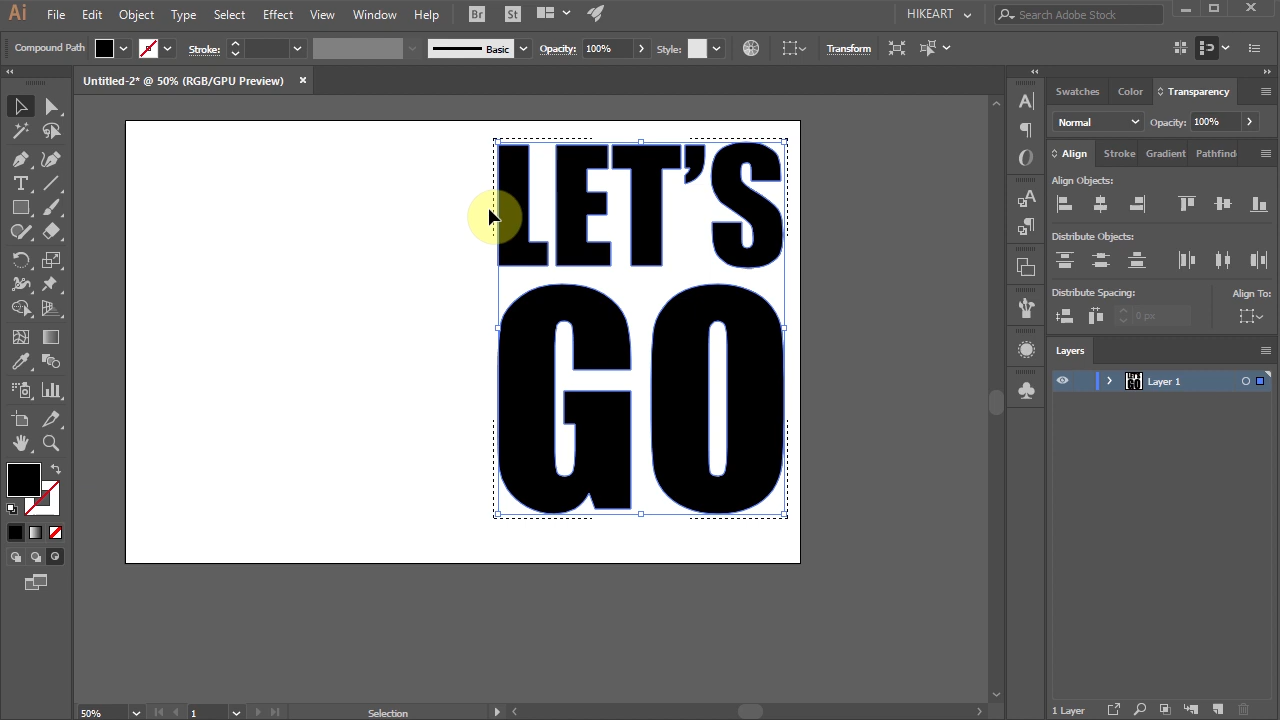 Ai File Edit Object Type Select Effect View Window Help Br St HIKEART Search Adobe Stock
Compound Path Stroke: Basic Opacity: 100% Style: Transform
Untitled-2* @ 50% (RGB/GPU Preview)
Swatches Color Transparency
Normal Opacity: 100%
Align Stroke Gradient Pathfind
Align Objects:
Distribute Objects:
Distribute Spacing: Align To:
0 px
Layers
Layer 1
LET'S
GO
1 Layer
50% 1 Selection